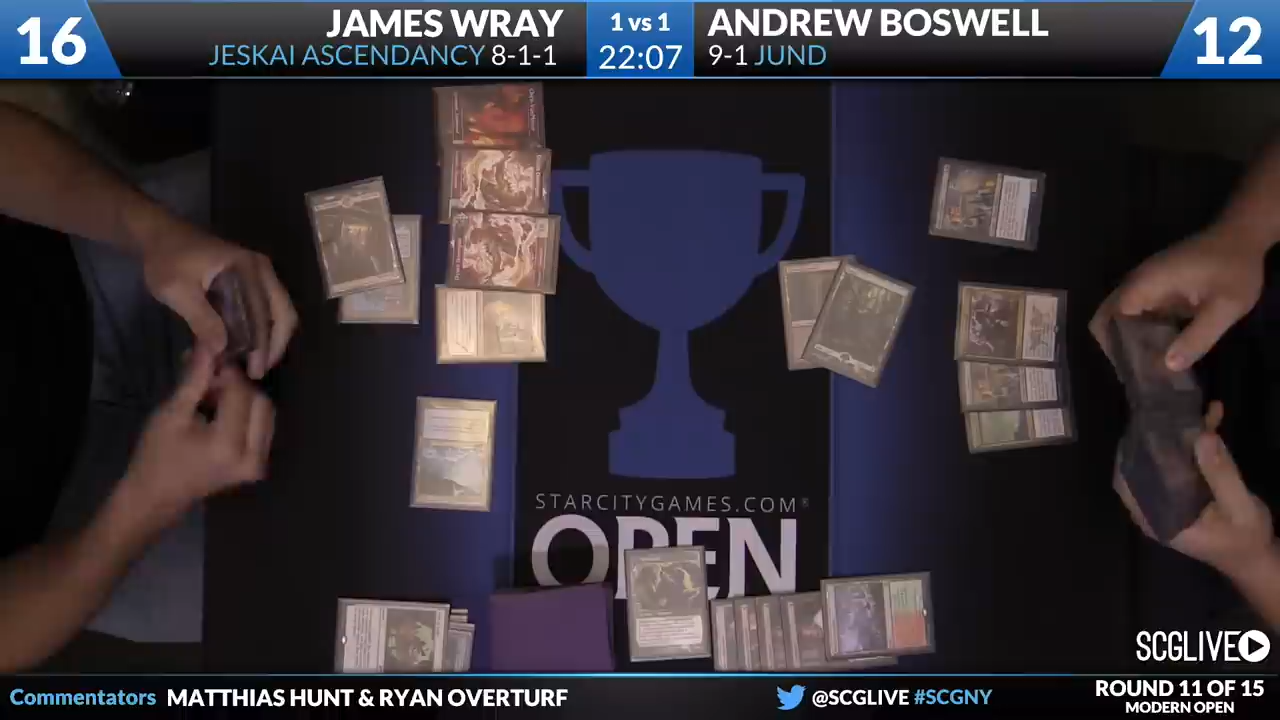 16
JAMES WRAY
JESKAI ASCENDANCY 8-1-1
1 vs 1
22:07
ANDREW BOSWELL
9-1 JUND
12
STARCITYGAMES.COM®
OPEN
SCGLIVE
Commentators MATTHIAS HUNT & RYAN OVERTURF
@SCGLIVE #SCGNY
ROUND 11 OF 15
MODERN OPEN